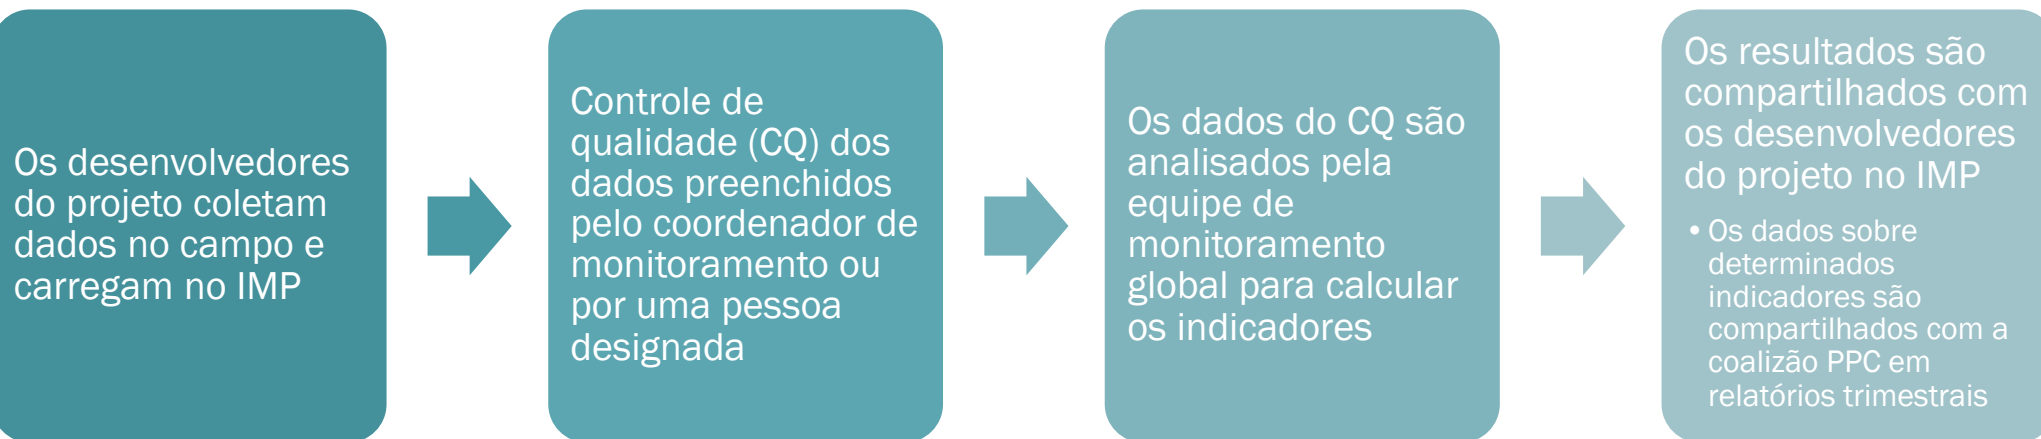 Os desenvolvedores
do projeto coletam
dados no campo e
carregam no IMP
Controle de
qualidade (CQ) dos
dados preenchidos
pelo coordenador de
monitoramento ou
por uma pessoa
designada
Os dados do CQ são
analisados pela
equipe de
monitoramento
global para calcular
os indicadores
Os resultados são
compartilhados com
os desenvolvedores
do projeto no IMP
• Os dados sobre
determinados
indicadores são
compartilhados com a
coalizão PPC em
relatórios trimestrais